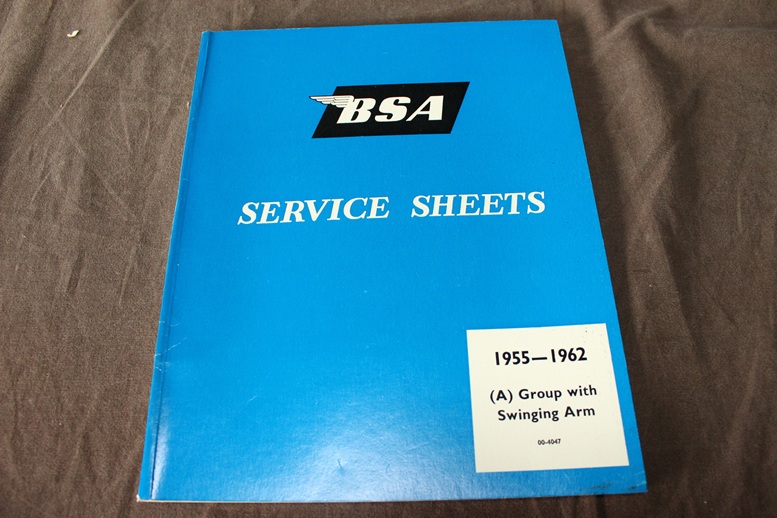 BSA
SERVICE SHEETS
1955—1962
(A) Group with
Swinging Arm
00-4047